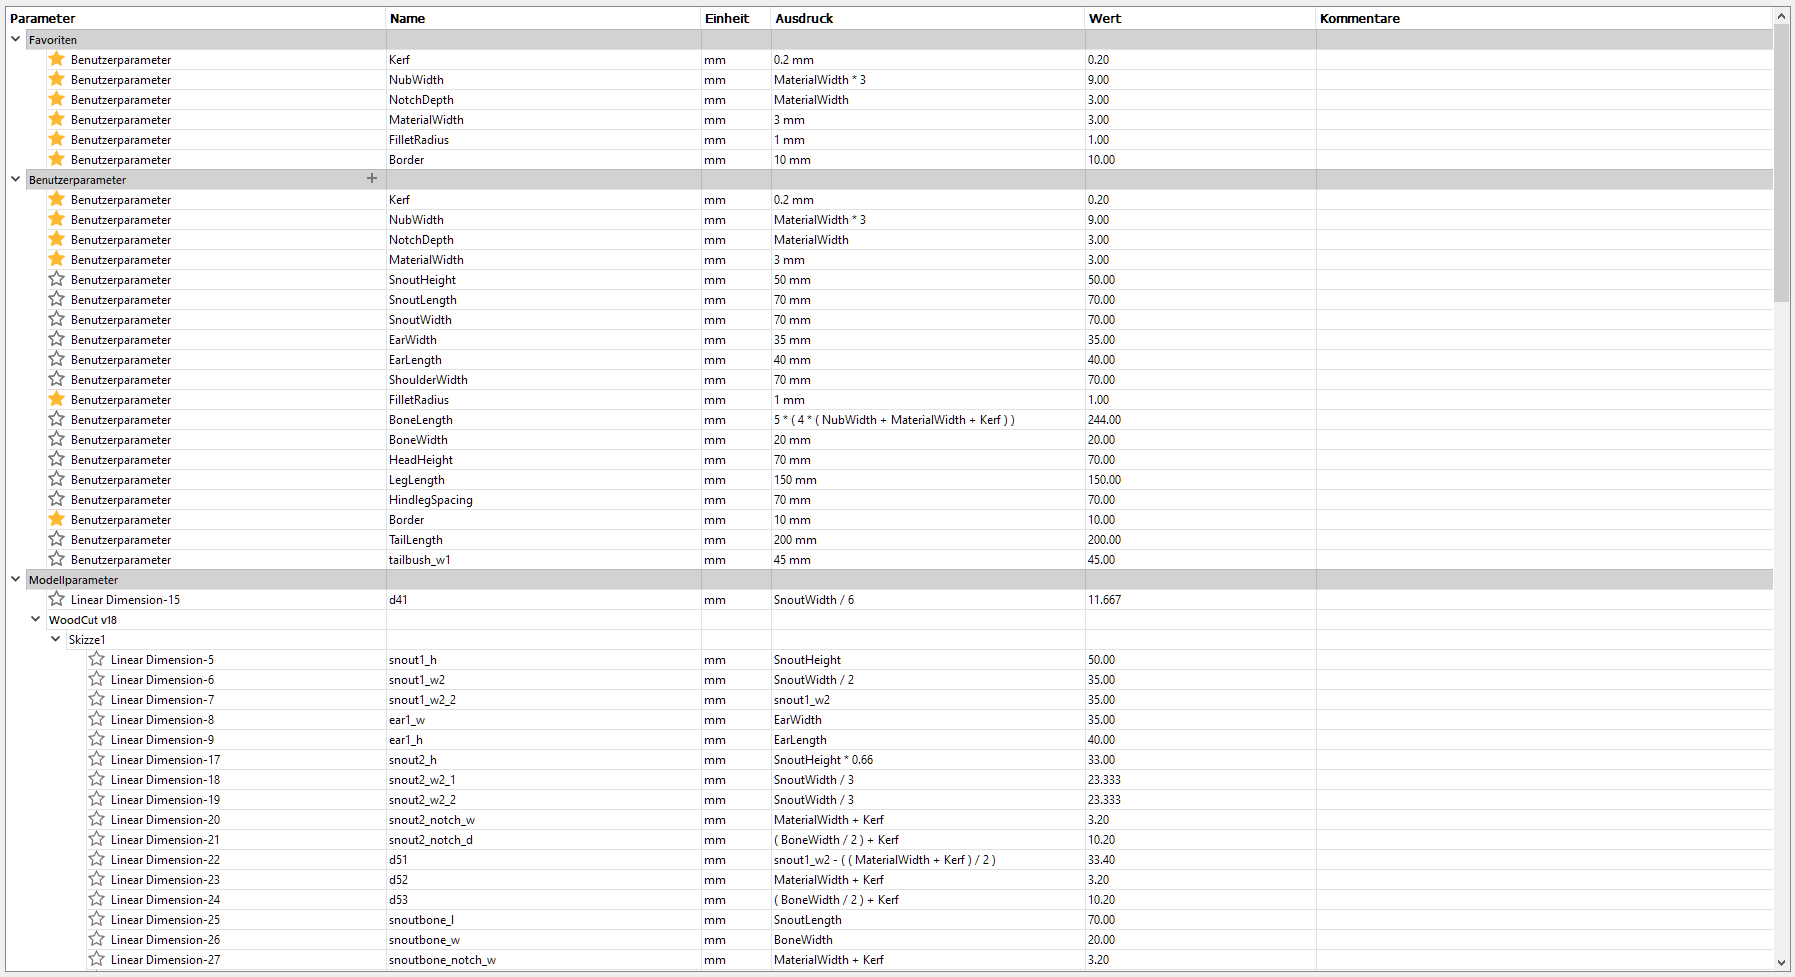 Parameter Name Einheit Ausdruck Wert Kommentare
Favoriten
Benutzerparameter Kerf mm 0.2 mm 0.20
Benutzerparameter NubWidth mm MaterialWidth * 3 9.00
Benutzerparameter NotchDepth mm MaterialWidth 3.00
Benutzerparameter MaterialWidth mm 3 mm 3.00
Benutzerparameter FilletRadius mm 1 mm 1.00
Benutzerparameter Border mm 10 mm 10.00
Benutzerparameter +
Benutzerparameter Kerf mm 0.2 mm 0.20
Benutzerparameter NubWidth mm MaterialWidth * 3 9.00
Benutzerparameter NotchDepth mm MaterialWidth 3.00
Benutzerparameter MaterialWidth mm 3 mm 3.00
Benutzerparameter SnoutHeight mm 50 mm 50.00
Benutzerparameter SnoutLength mm 70 mm 70.00
Benutzerparameter SnoutWidth mm 70 mm 70.00
Benutzerparameter EarWidth mm 35 mm 35.00
Benutzerparameter EarLength mm 40 mm 40.00
Benutzerparameter ShoulderWidth mm 70 mm 70.00
Benutzerparameter FilletRadius mm 1 mm 1.00
Benutzerparameter BoneLength mm 5 * ( 4 * ( NubWidth + MaterialWidth + Kerf ) ) 244.00
Benutzerparameter BoneWidth mm 20 mm 20.00
Benutzerparameter HeadHeight mm 70 mm 70.00
Benutzerparameter LegLength mm 150 mm 150.00
Benutzerparameter HindlegSpacing mm 70 mm 70.00
Benutzerparameter Border mm 10 mm 10.00
Benutzerparameter TailLength mm 200 mm 200.00
Benutzerparameter tailbush_w1 mm 45 mm 45.00
Modellparameter
Linear Dimension-15 d41 mm SnoutWidth / 6 11.667
WoodCut v18
Skizze1
Linear Dimension-5 snout1_h mm SnoutHeight 50.00
Linear Dimension-6 snout1_w2 mm SnoutWidth / 2 35.00
Linear Dimension-7 snout1_w2_2 mm snout1_w2 35.00
Linear Dimension-8 ear1_w mm EarWidth 35.00
Linear Dimension-9 ear1_h mm EarLength 40.00
Linear Dimension-17 snout2_h mm SnoutHeight * 0.66 33.00
Linear Dimension-18 snout2_w2_1 mm SnoutWidth / 3 23.333
Linear Dimension-19 snout2_w2_2 mm SnoutWidth / 3 23.333
Linear Dimension-20 snout2_notch_w mm MaterialWidth + Kerf 3.20
Linear Dimension-21 snout2_notch_d mm ( BoneWidth / 2 ) + Kerf 10.20
Linear Dimension-22 d51 mm snout1_w2 - ( ( MaterialWidth + Kerf ) / 2 ) 33.40
Linear Dimension-23 d52 mm MaterialWidth + Kerf 3.20
Linear Dimension-24 d53 mm ( BoneWidth / 2 ) + Kerf 10.20
Linear Dimension-25 snoutbone_l mm SnoutLength 70.00
Linear Dimension-26 snoutbone_w mm BoneWidth 20.00
Linear Dimension-27 snoutbone_notch_w mm MaterialWidth + Kerf 3.20